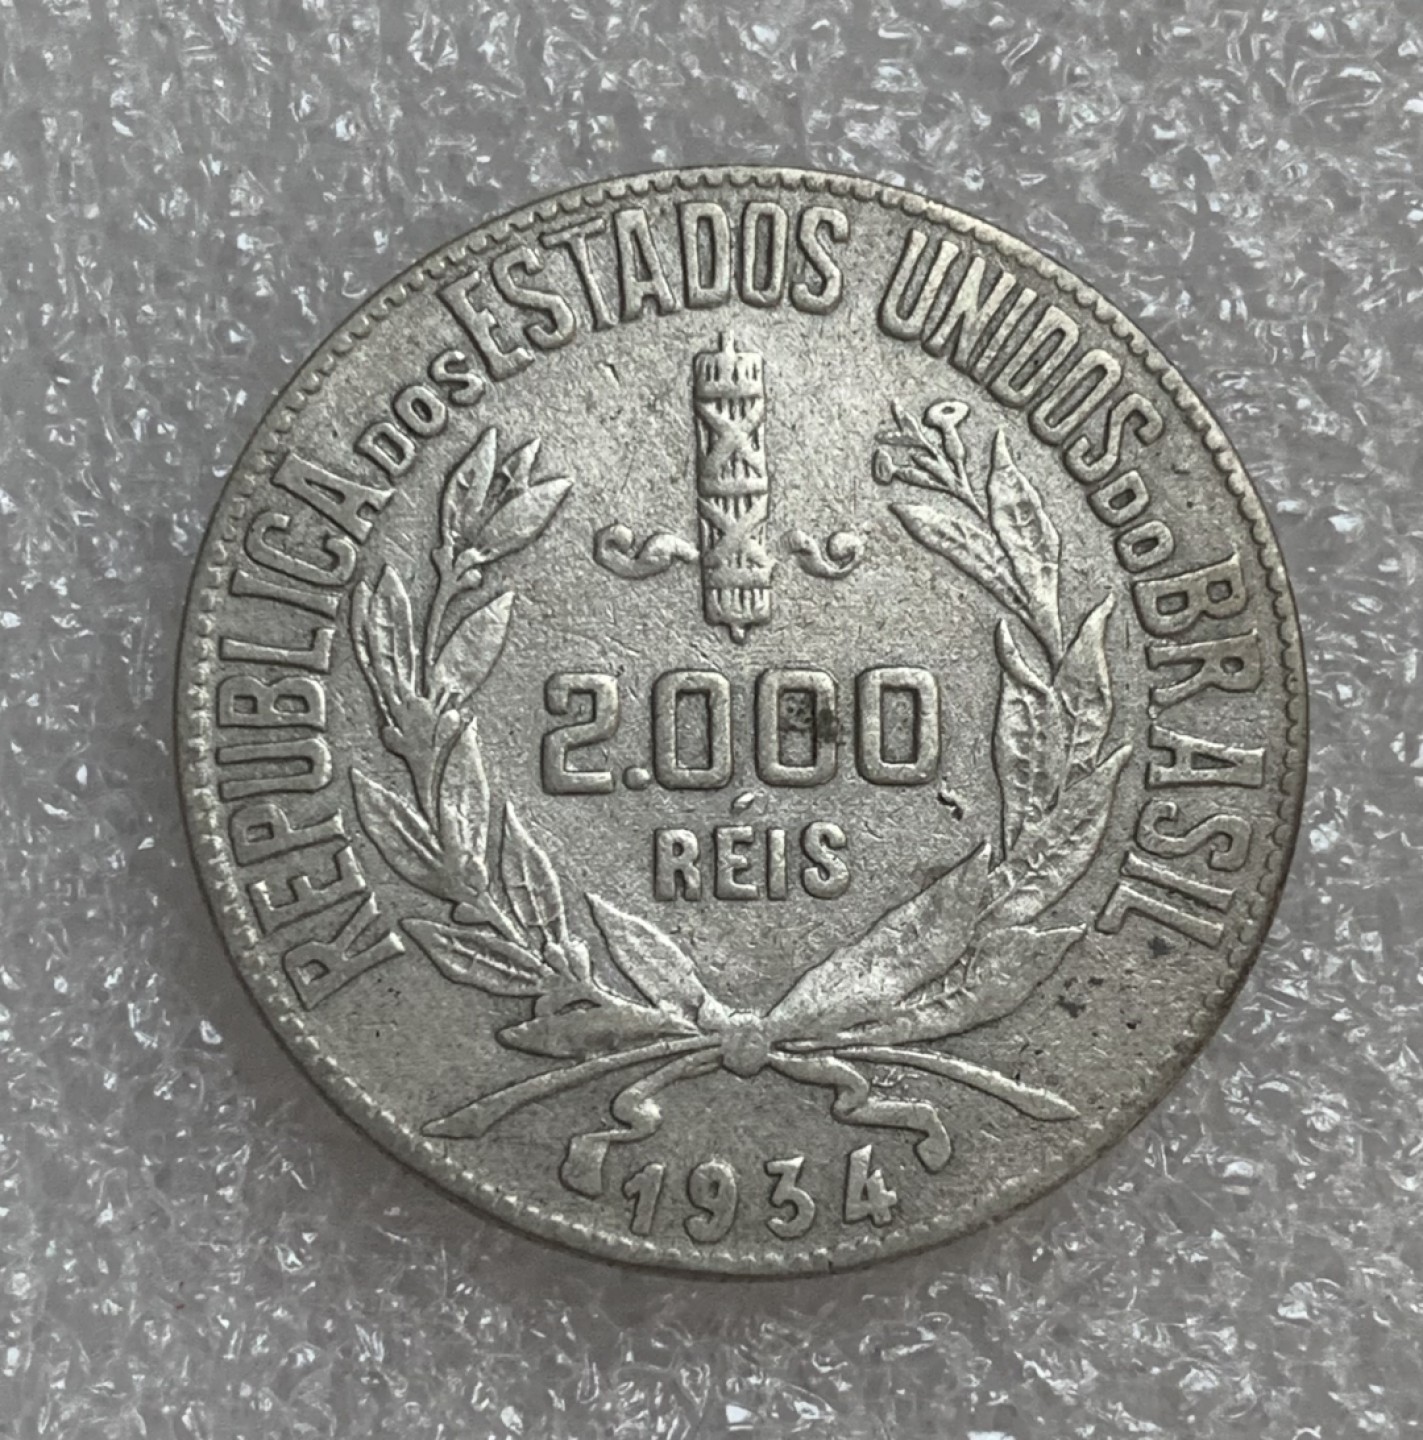 REPUBLICA DOS ESTADOS UNIDOS DO BRASIL
2.000
RÉIS
1934